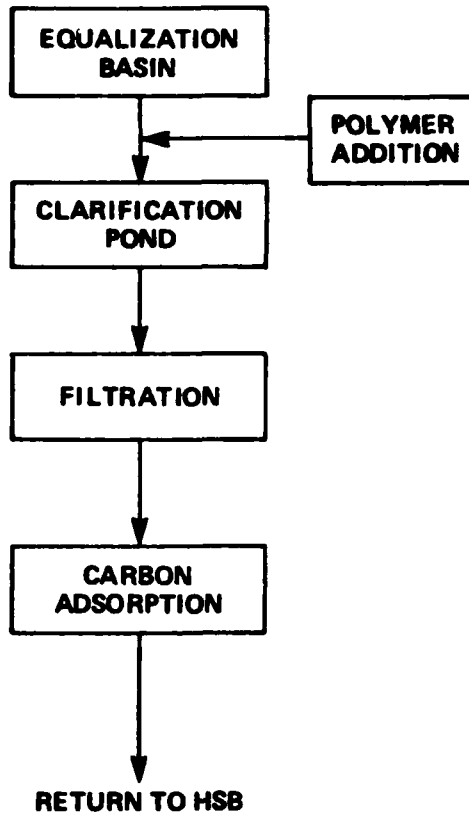 EQUALIZATION
BASIN
POLYMER
ADDITION
CLARIFICATION
POND
FILTRATION
CARBON
ADSORPTION
RETURN TO HSB